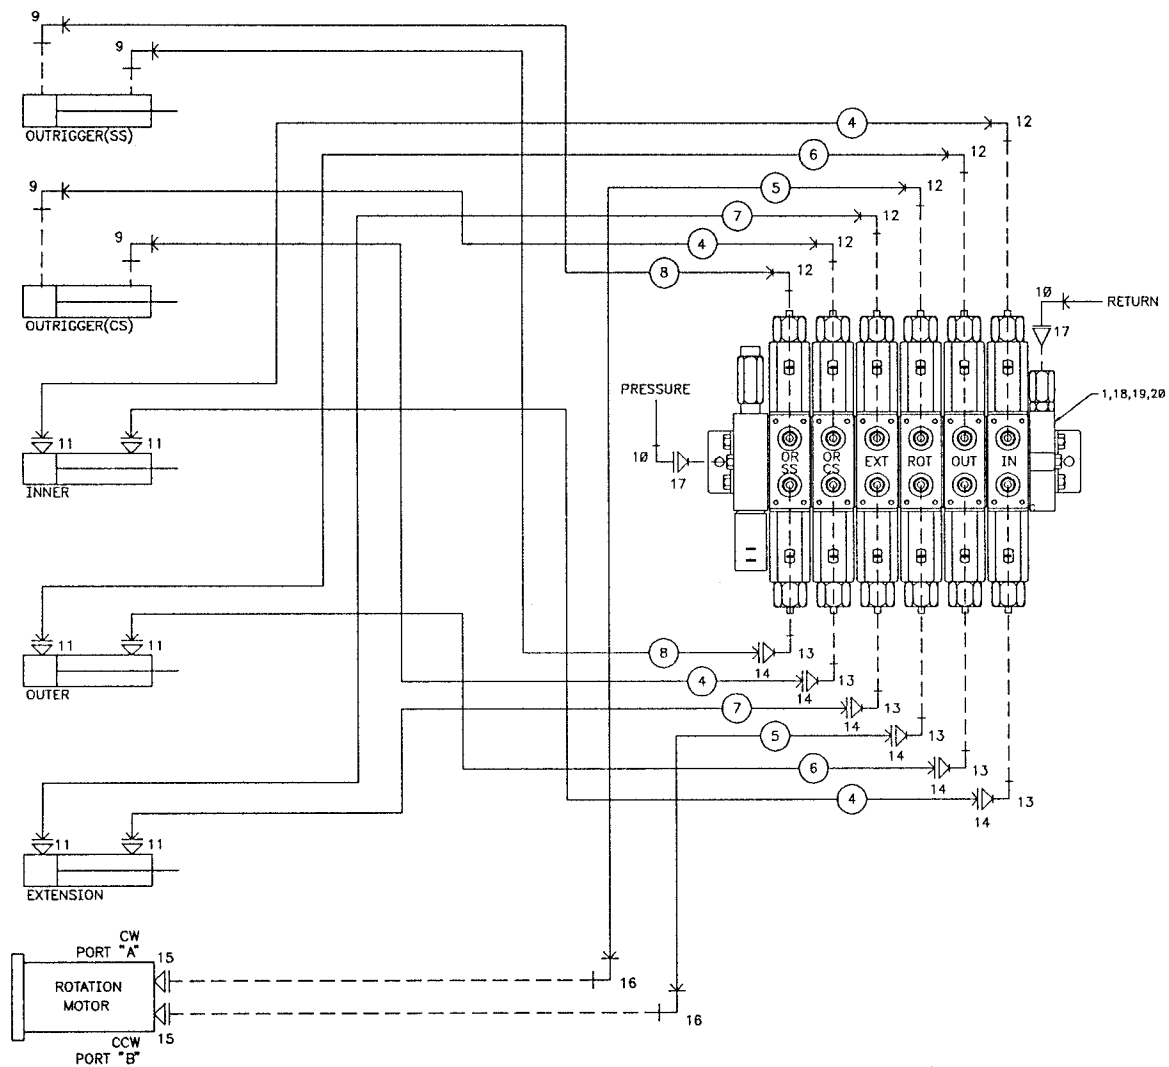 9
9
OUTRIGGER(SS)
4
12
6
12
5
12
9
7
12
9
4
12
8
12
OUTRIGGER(CS)
10
RETURN
17
PRESSURE
1,18,19,20
10
17
OR SS
OR CS
EXT
ROT
OUT
IN
11
11
INNER
11
11
OUTER
8
14
13
4
14
13
7
14
13
5
14
13
6
14
13
4
14
13
11
11
EXTENSION
CW
PORT "A"
15
ROTATION
MOTOR
16
16
15
CCW
PORT "B"